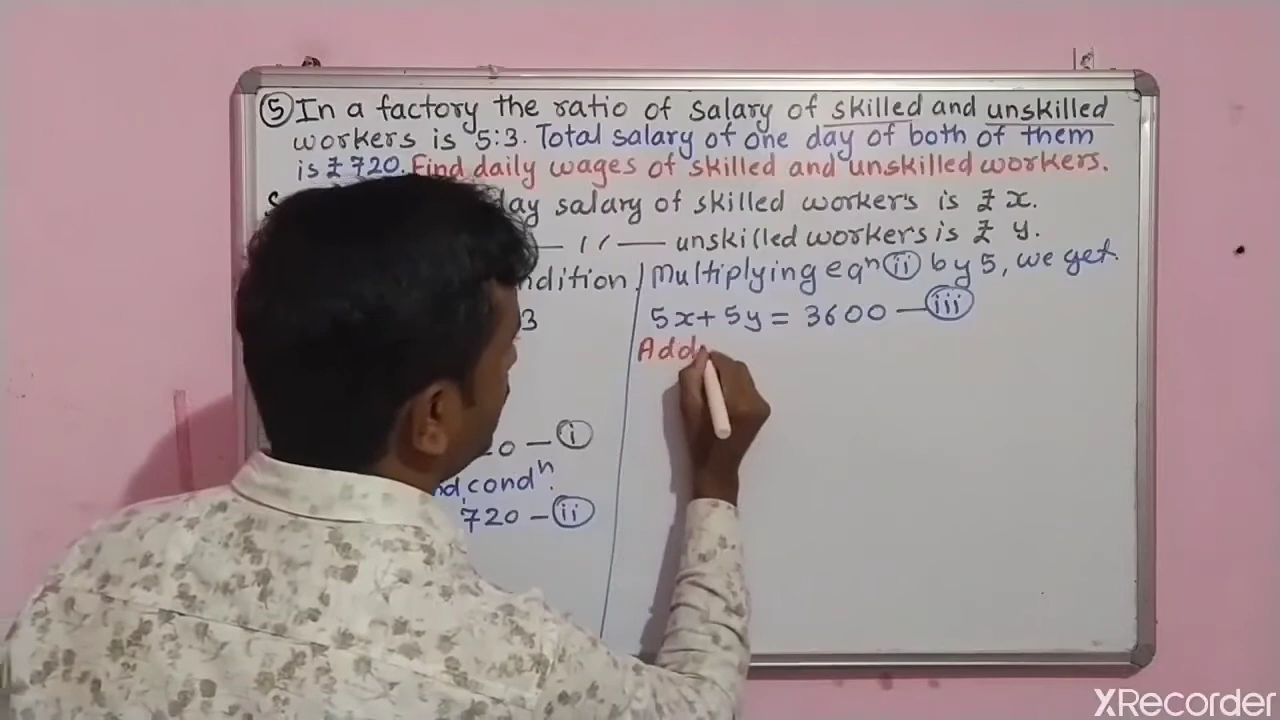 ⑤ In a factory the ratio of salary of skilled and unskilled
workers is 5:3. Total salary of one day of both of them
is ₹ 720. Find daily wages of skilled and unskilled workers.
day salary of skilled workers is ₹ x.
— 〃 — unskilled workers is ₹ y.
ndition
3
0 — ⓘ
nd, condⁿ.
720 — ⓘⓘ
Multiplying eqⁿ ⓘⓘ by 5, we get.
5x + 5y = 3600 — ⓘⓘⓘ
Add
XRecorder